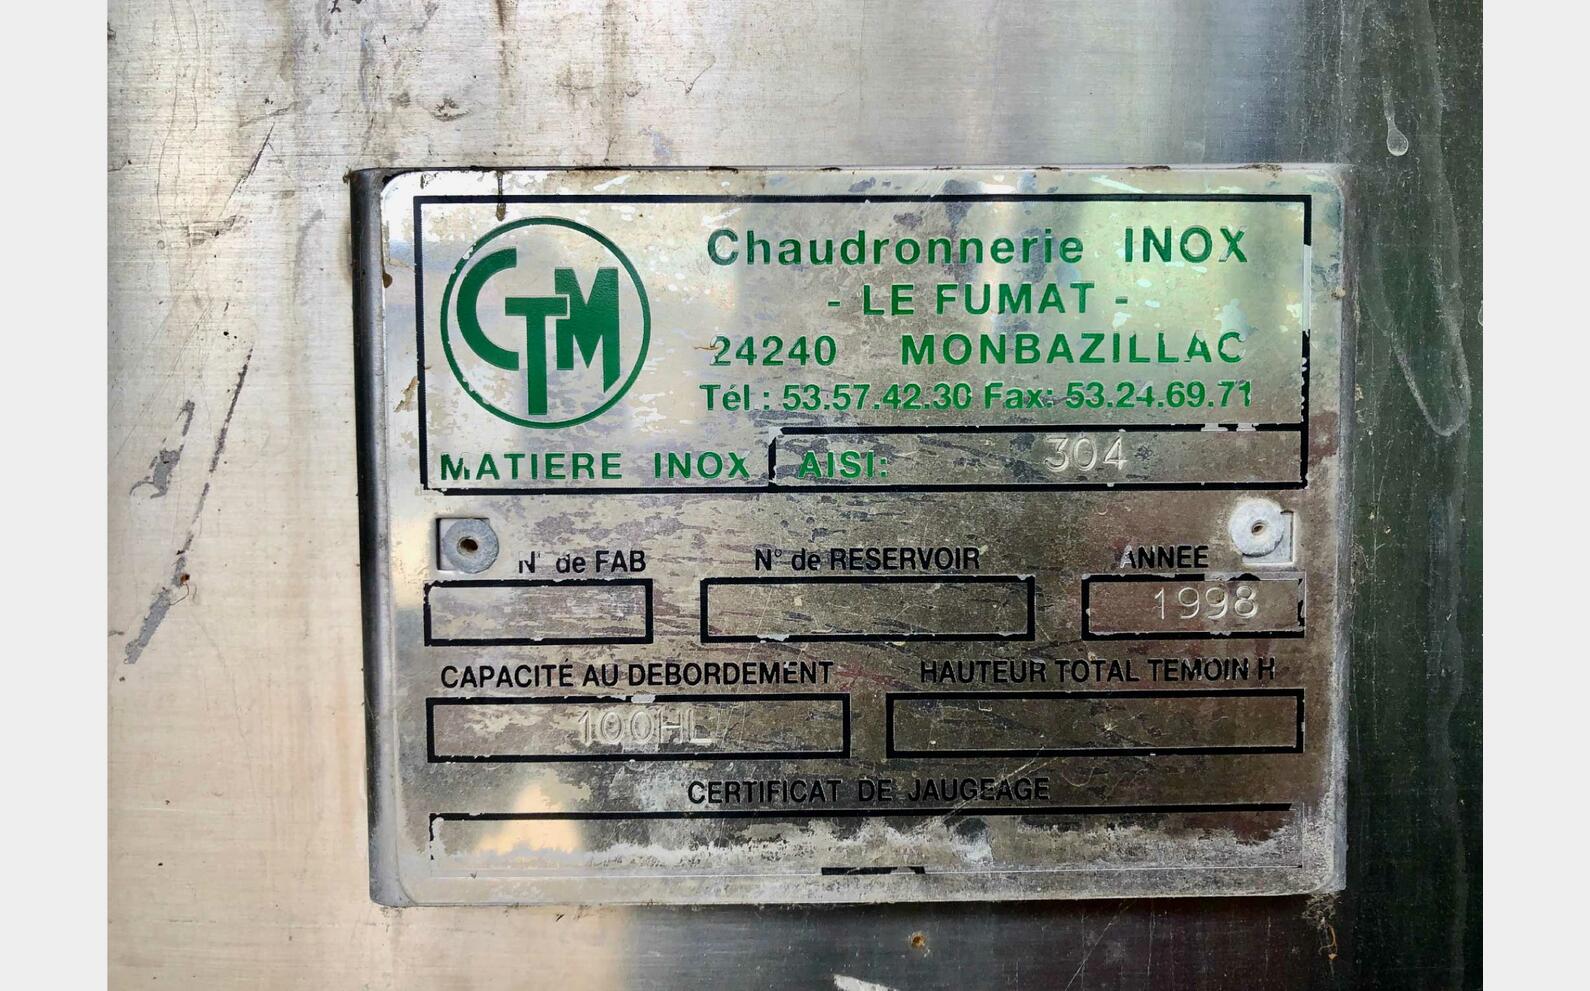 CTM
Chaudronnerie INOX
- LE FUMAT -
24240 MONBAZILLAC
Tél : 53.57.42.30 Fax: 53.24.69.71
MATIERE INOX AISI: 304
N° de FAB N° de RESERVOIR ANNEE
1998
CAPACITÉ AU DEBORDEMENT HAUTEUR TOTAL TEMOIN H
100HL
CERTIFICAT DE JAUGEAGE